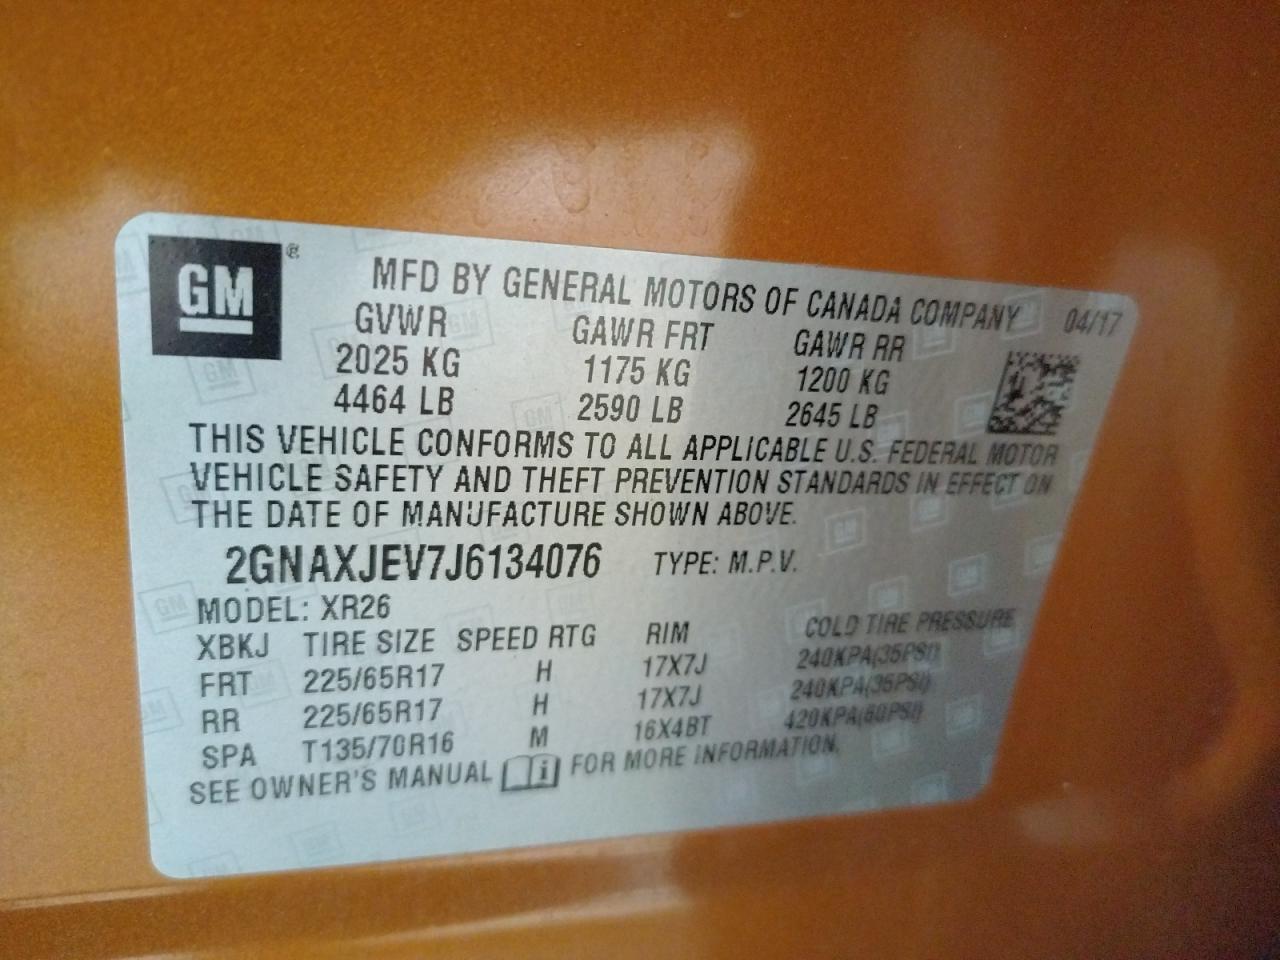 GM®
MFD BY GENERAL MOTORS OF CANADA COMPANY 04/17
GVWR GAWR FRT GAWR RR
2025 KG 1175 KG 1200 KG
4464 LB 2590 LB 2645 LB
THIS VEHICLE CONFORMS TO ALL APPLICABLE U.S. FEDERAL MOTOR
VEHICLE SAFETY AND THEFT PREVENTION STANDARDS IN EFFECT ON
THE DATE OF MANUFACTURE SHOWN ABOVE.
2GNAXJEV7J6134076 TYPE: M.P.V.
MODEL: XR26
XBKJ TIRE SIZE SPEED RTG RIM COLD TIRE PRESSURE
FRT 225/65R17 H 17X7J 240KPA(35PSI)
RR 225/65R17 H 17X7J 240KPA(35PSI)
SPA T135/70R16 M 16X4BT 420KPA(60PSI)
SEE OWNER'S MANUAL FOR MORE INFORMATION.